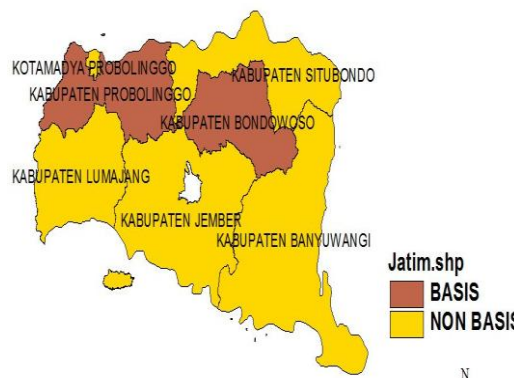 KOTAMADYA PROBOLINGGO
KABUPATEN SITUBONDO
KABUPATEN PROBOLINGGO
KABUPATEN BONDOWOSO
KABUPATEN LUMAJANG
KABUPATEN JEMBER
KABUPATEN BANYUWANGI
Jatim.shp
BASIS
NON BASIS
N